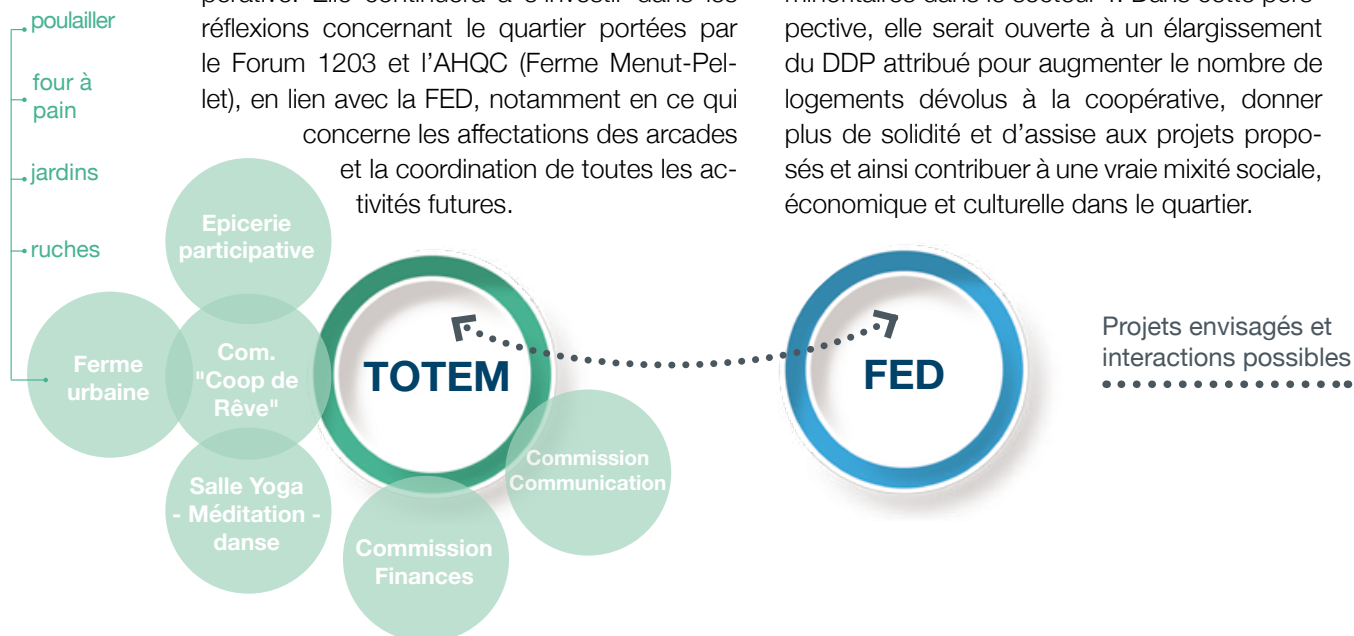 réflexions concernant le quartier portées par
le Forum 1203 et l'AHQC (Ferme Menut-Pel-
let), en lien avec la FED, notamment en ce qui
concerne les affectations des arcades
et la coordination de toutes les ac-
tivités futures.
pective, elle serait ouverte à un élargissement
du DDP attribué pour augmenter le nombre de
logements dévolus à la coopérative, donner
plus de solidité et d'assise aux projets propo-
sés et ainsi contribuer à une vraie mixité sociale,
économique et culturelle dans le quartier.
poulailler
four à
pain
jardins
ruches
Epicerie
participative
Ferme
urbaine
Com.
"Coop de
Rêve"
Salle Yoga
- Méditation -
danse
TOTEM
Commission
Communication
Commission
Finances
FED
Projets envisagés et
interactions possibles